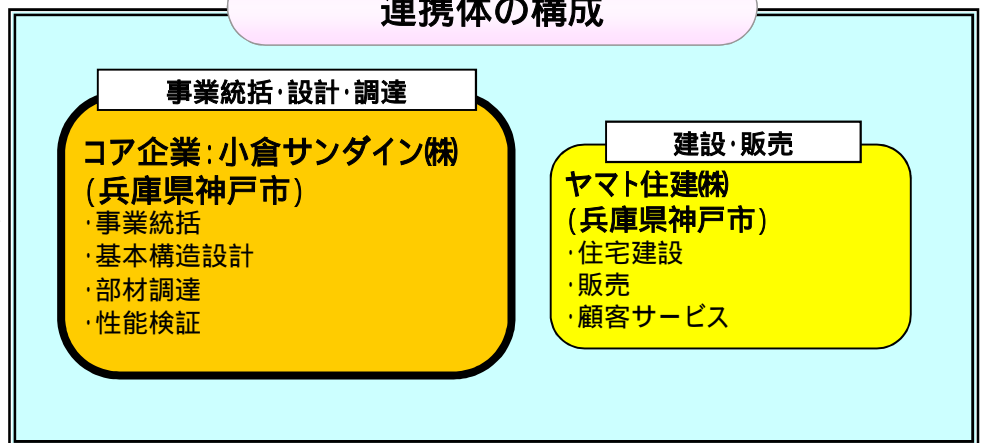 連携体の構成
事業統括・設計・調達
コア企業：小倉サンダイン㈱
(兵庫県神戸市)
・事業統括
・基本構造設計
・部材調達
・性能検証
建設・販売
ヤマト住建㈱
(兵庫県神戸市)
・住宅建設
・販売
・顧客サービス